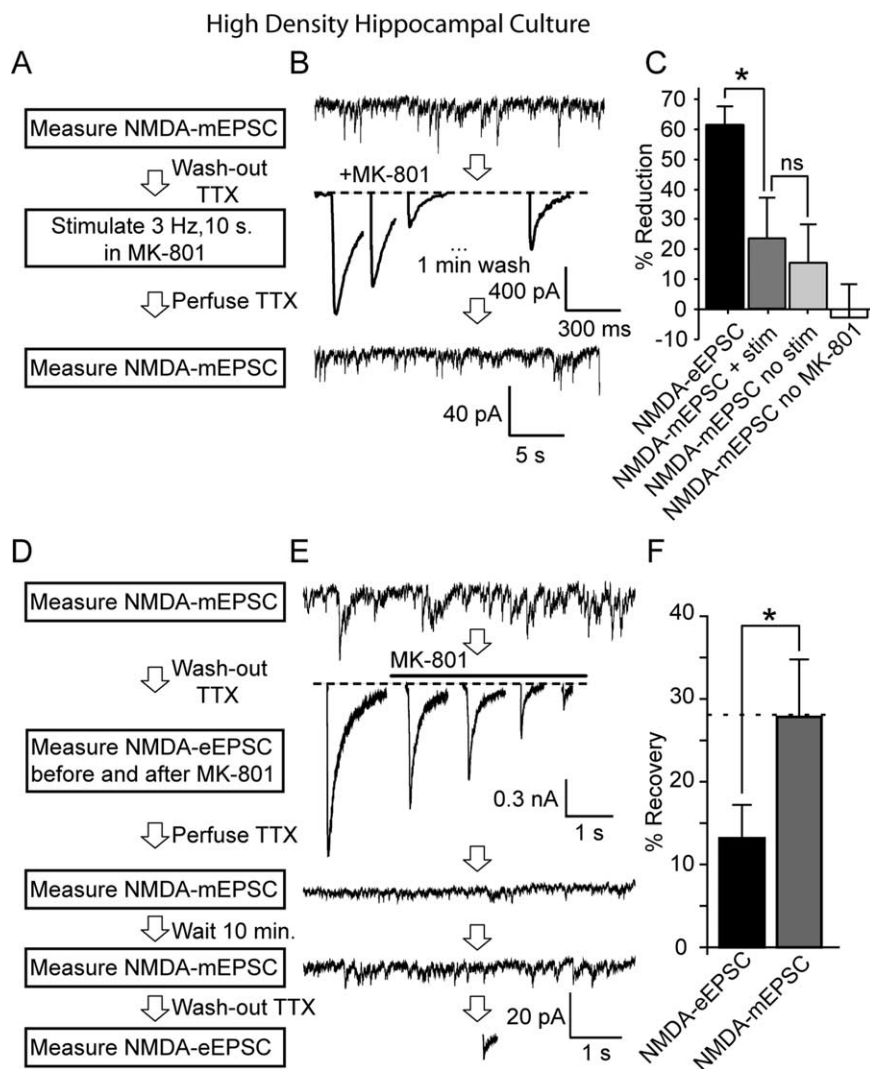 High Density Hippocampal Culture
A
Measure NMDA-mEPSC
Wash-out
TTX
Stimulate 3 Hz,10 s.
in MK-801
Perfuse TTX
Measure NMDA-mEPSC
B
+MK-801
...
1 min wash
400 pA
300 ms
40 pA
5 s
C
% Reduction
70
60
50
40
30
20
10
0
-10
*
ns
NMDA-eEPSC
NMDA-mEPSC + stim
NMDA-mEPSC no stim
NMDA-mEPSC no MK-801
D
Measure NMDA-mEPSC
Wash-out
TTX
Measure NMDA-eEPSC
before and after MK-801
Perfuse TTX
Measure NMDA-mEPSC
Wait 10 min.
Measure NMDA-mEPSC
Wash-out TTX
Measure NMDA-eEPSC
E
MK-801
0.3 nA
1 s
20 pA
1 s
F
% Recovery
40
30
20
10
0
*
NMDA-eEPSC
NMDA-mEPSC